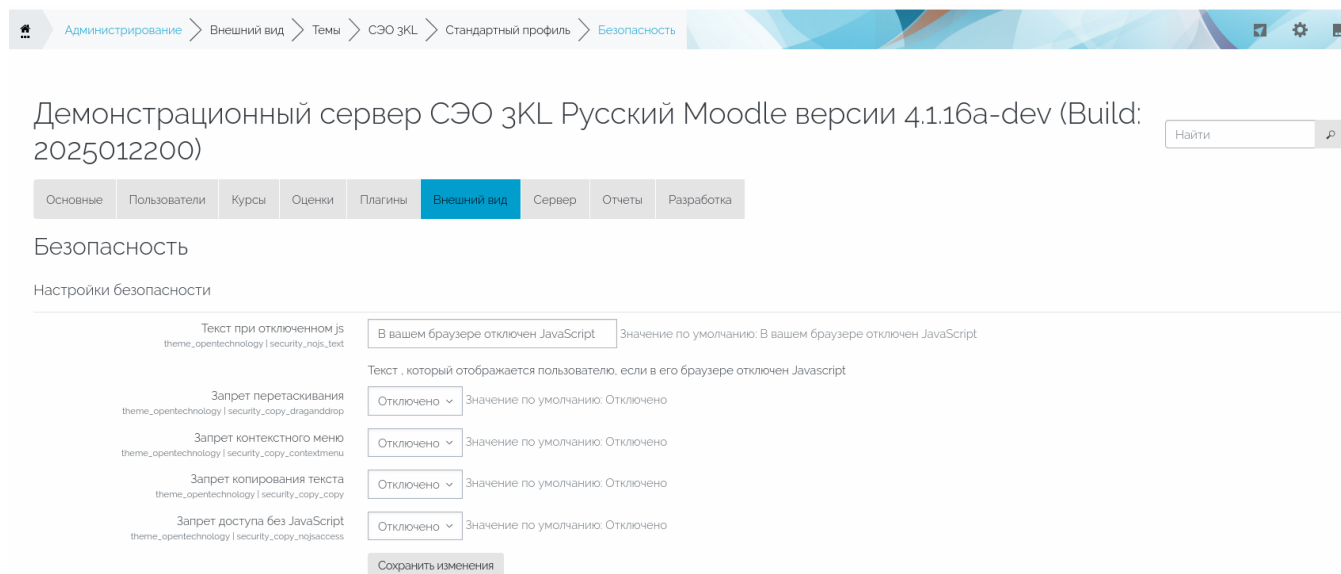 Администрирование Внешний вид Темы СЭО 3KL Стандартный профиль Безопасность
Демонстрационный сервер СЭО 3KL Русский Moodle версии 4.1.16a-dev (Build:
2025012200)
Найти
Основные Пользователи Курсы Оценки Плагины Внешний вид Сервер Отчеты Разработка
Безопасность
Настройки безопасности
Текст при отключенном js
theme_opentechnology | security_nojs_text
В вашем браузере отключен JavaScript Значение по умолчанию: В вашем браузере отключен JavaScript
Текст , который отображается пользователю, если в его браузере отключен Javascript
Запрет перетаскивания
theme_opentechnology | security_copy_draganddrop
Отключено Значение по умолчанию: Отключено
Запрет контекстного меню
theme_opentechnology | security_copy_contextmenu
Отключено Значение по умолчанию: Отключено
Запрет копирования текста
theme_opentechnology | security_copy_copy
Отключено Значение по умолчанию: Отключено
Запрет доступа без JavaScript
theme_opentechnology | security_copy_nojsaccess
Отключено Значение по умолчанию: Отключено
Сохранить изменения